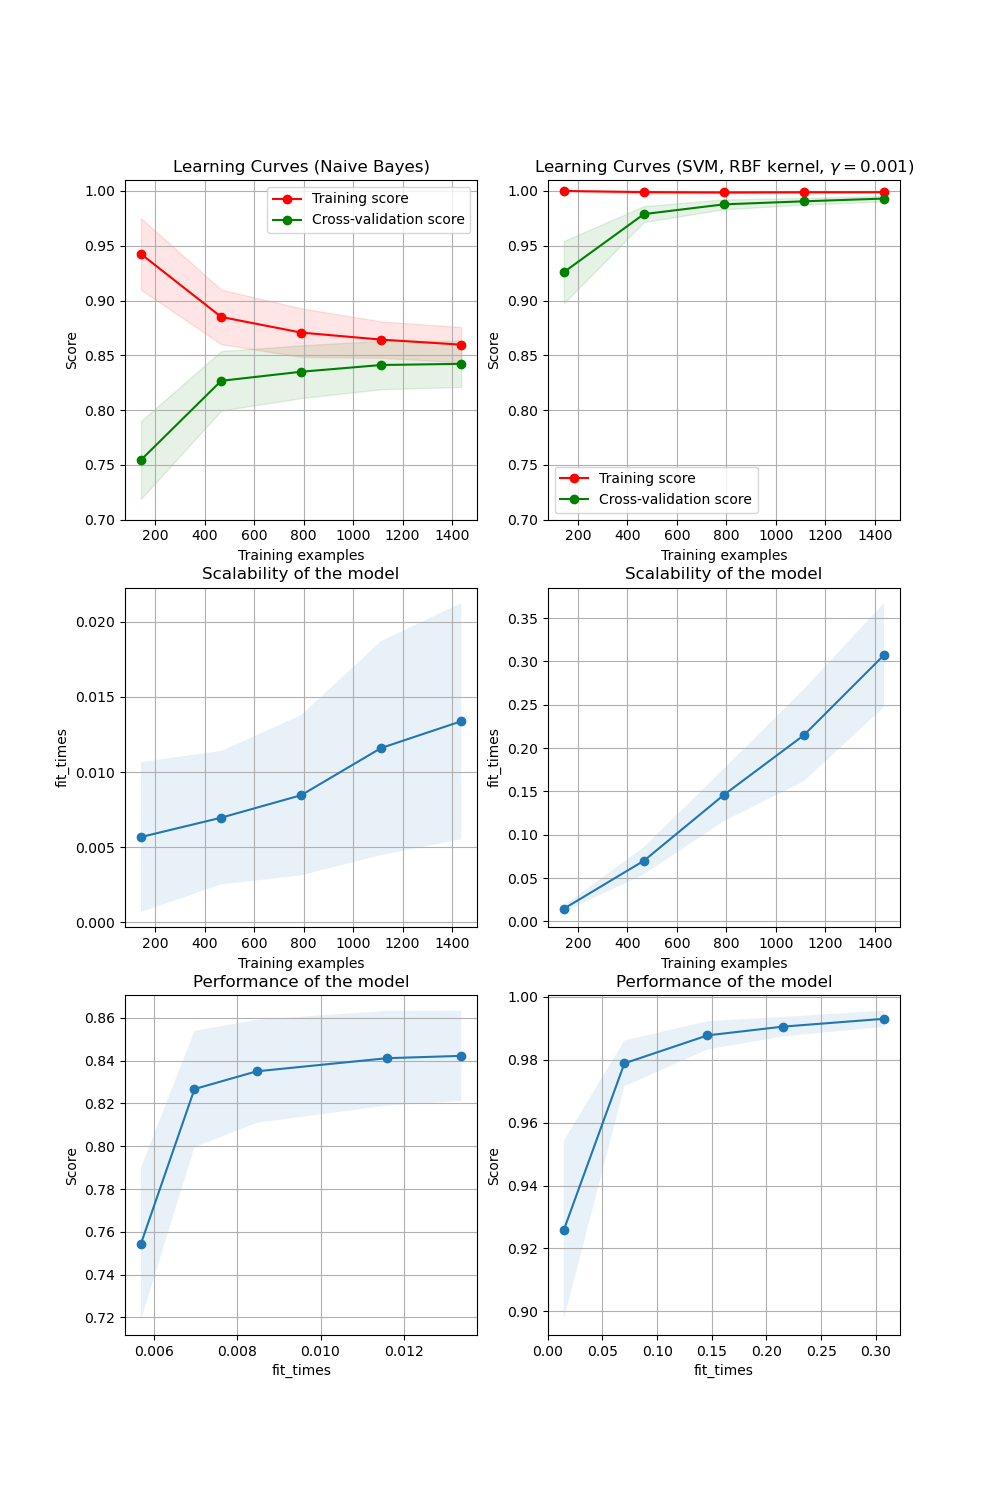 Learning Curves (Naive Bayes)
Score
1.00
0.95
0.90
0.85
0.80
0.75
0.70
Training score
Cross-validation score
200 400 600 800 1000 1200 1400
Training examples
Learning Curves (SVM, RBF kernel, γ = 0.001)
Score
1.00
0.95
0.90
0.85
0.80
0.75
0.70
Training score
Cross-validation score
200 400 600 800 1000 1200 1400
Training examples
Scalability of the model
fit_times
0.020
0.015
0.010
0.005
0.000
200 400 600 800 1000 1200 1400
Training examples
Scalability of the model
fit_times
0.35
0.30
0.25
0.20
0.15
0.10
0.05
0.00
200 400 600 800 1000 1200 1400
Training examples
Performance of the model
Score
0.86
0.84
0.82
0.80
0.78
0.76
0.74
0.72
0.006 0.008 0.010 0.012
fit_times
Performance of the model
Score
1.00
0.98
0.96
0.94
0.92
0.90
0.00 0.05 0.10 0.15 0.20 0.25 0.30
fit_times